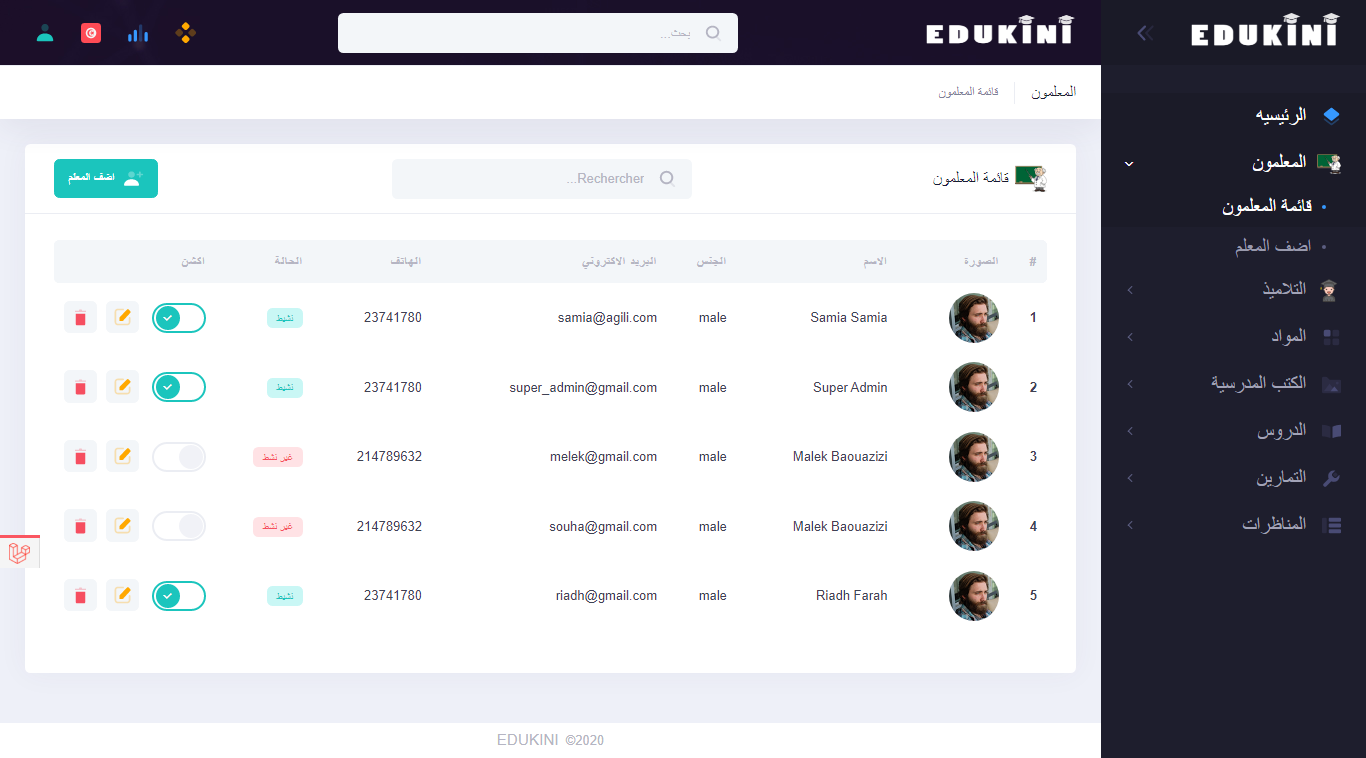 EDUKINI
الرئيسيه
المعلمون
قائمة المعلمون
اضف المعلم
التلاميذ
المواد
الكتب المدرسية
الدروس
التمارين
المناظرات
EDUKINI
بحث...
المعلمون
قائمة المعلمون
قائمة المعلمون
Rechercher...
اضف المعلم
# الصورة الاسم الجنس البريد الاكتروني الهاتف الحالة اكشن
1 Samia Samia male samia@agili.com 23741780 نشيط
2 Super Admin male super_admin@gmail.com 23741780 نشيط
3 Malek Baouazizi male melek@gmail.com 214789632 غير نشط
4 Malek Baouazizi male souha@gmail.com 214789632 غير نشط
5 Riadh Farah male riadh@gmail.com 23741780 نشيط
EDUKINI ©2020